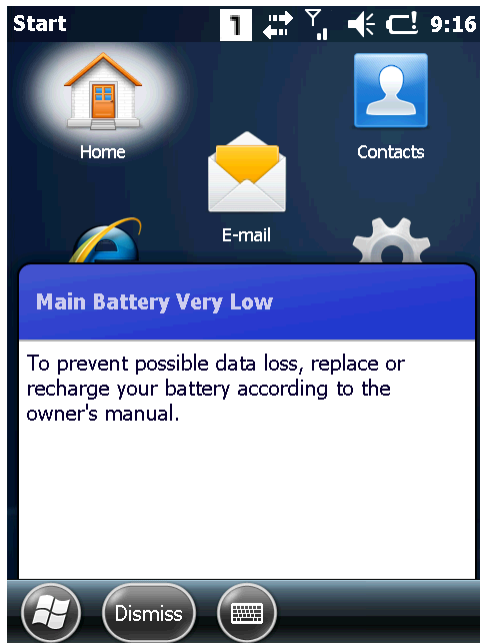 Start 1 9:16
Home
Contacts
E-mail
Main Battery Very Low
To prevent possible data loss, replace or
recharge your battery according to the
owner's manual.
Dismiss